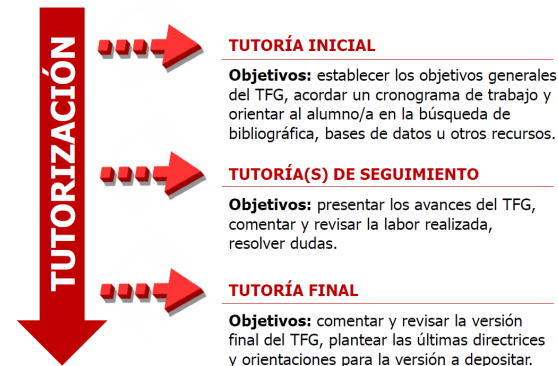 TUTORIZACIÓN
TUTORÍA INICIAL
Objetivos: establecer los objetivos generales
del TFG, acordar un cronograma de trabajo y
orientar al alumno/a en la búsqueda de
bibliográfica, bases de datos u otros recursos.
TUTORÍA(S) DE SEGUIMIENTO
Objetivos: presentar los avances del TFG,
comentar y revisar la labor realizada,
resolver dudas.
TUTORÍA FINAL
Objetivos: comentar y revisar la versión
final del TFG, plantear las últimas directrices
y orientaciones para la versión a depositar.